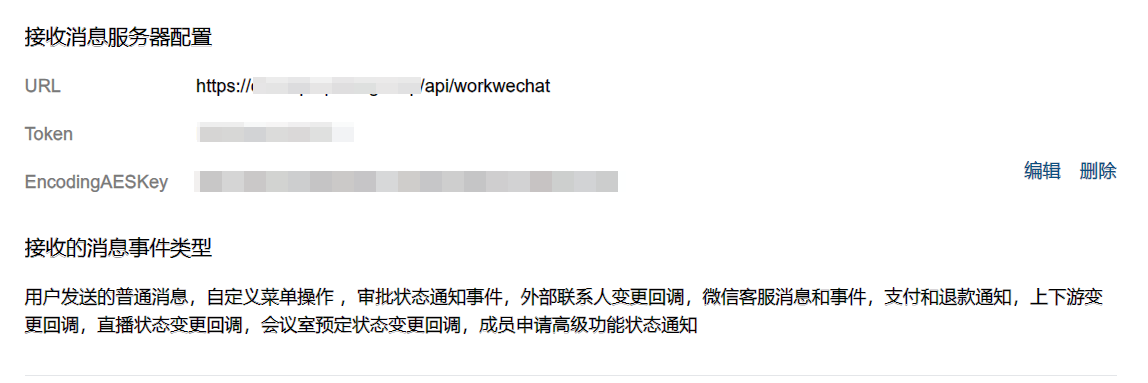 接收消息服务器配置
URL https:// /api/workwechat
Token
EncodingAESKey
编辑 删除
接收的消息事件类型
用户发送的普通消息，自定义菜单操作 ，审批状态通知事件，外部联系人变更回调，微信客服消息和事件，支付和退款通知，上下游变
更回调，直播状态变更回调，会议室预定状态变更回调，成员申请高级功能状态通知